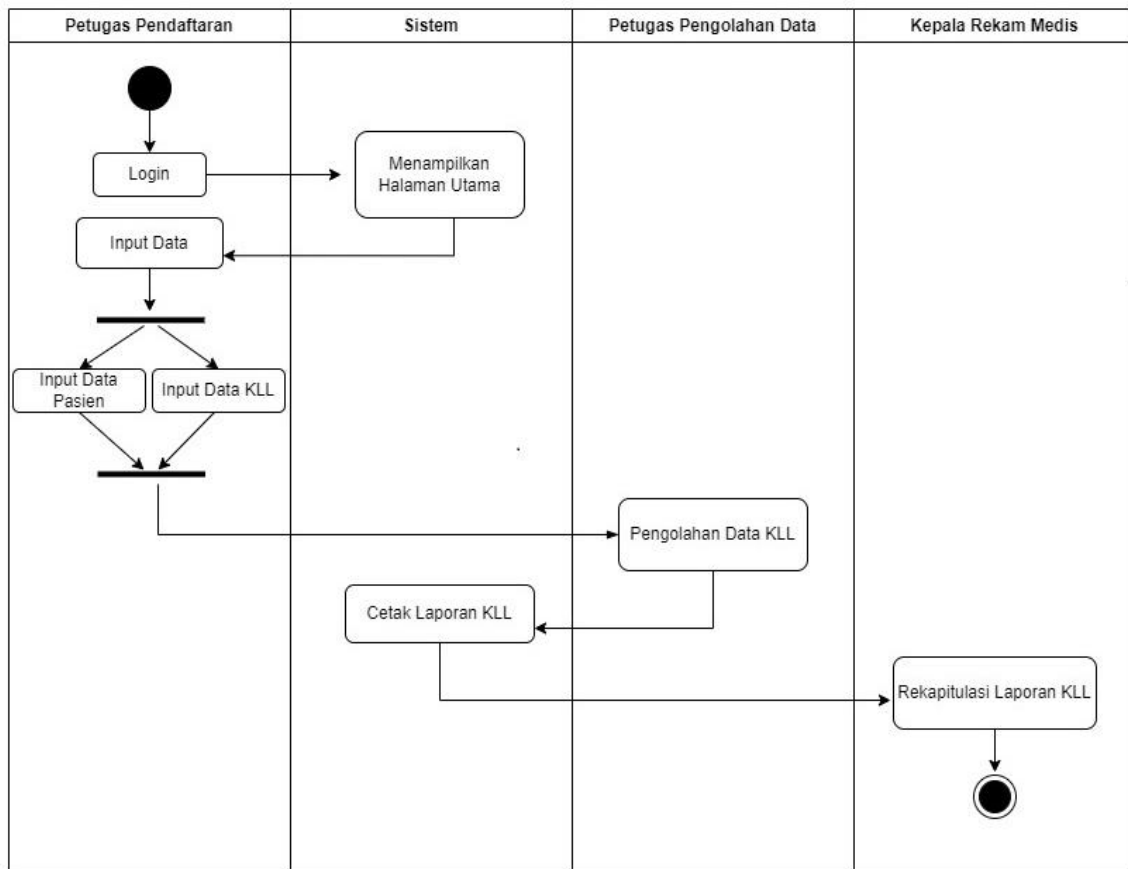 Petugas Pendaftaran
Sistem
Petugas Pengolahan Data
Kepala Rekam Medis
Login
Menampilkan
Halaman Utama
Input Data
Input Data
Pasien
Input Data KLL
Pengolahan Data KLL
Cetak Laporan KLL
Rekapitulasi Laporan KLL